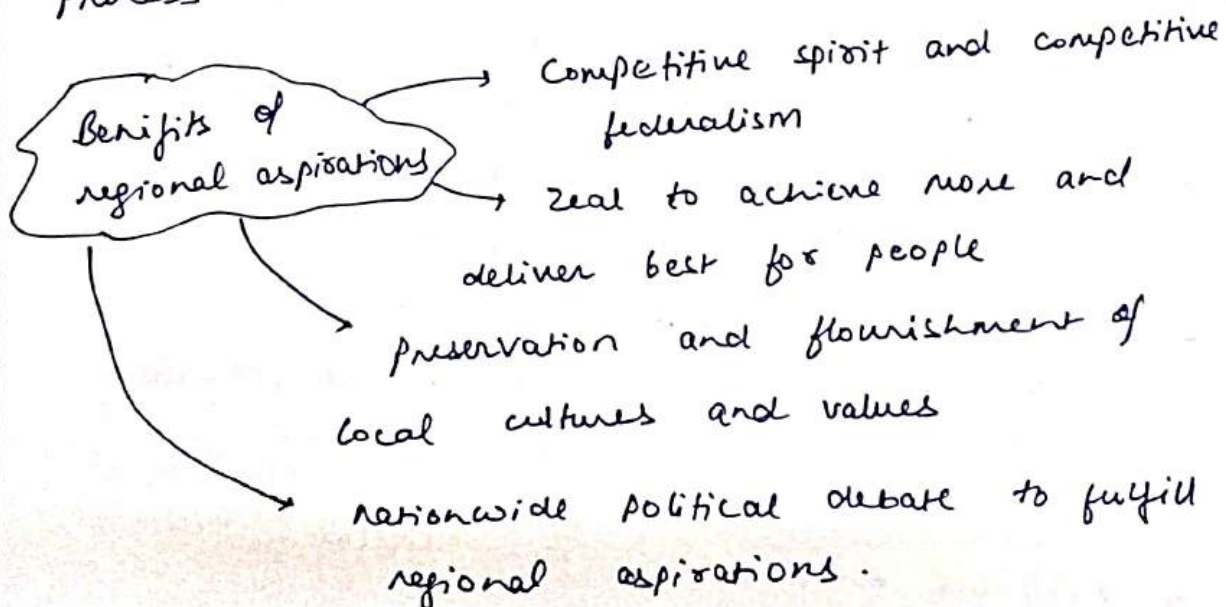 process
Competitive spirit and competitive
federalism
Benifits of
regional aspirations
zeal to achieve more and
deliver best for people
preservation and flourishment of
local cultures and values
nationwide political debate to fulfill
regional aspirations.